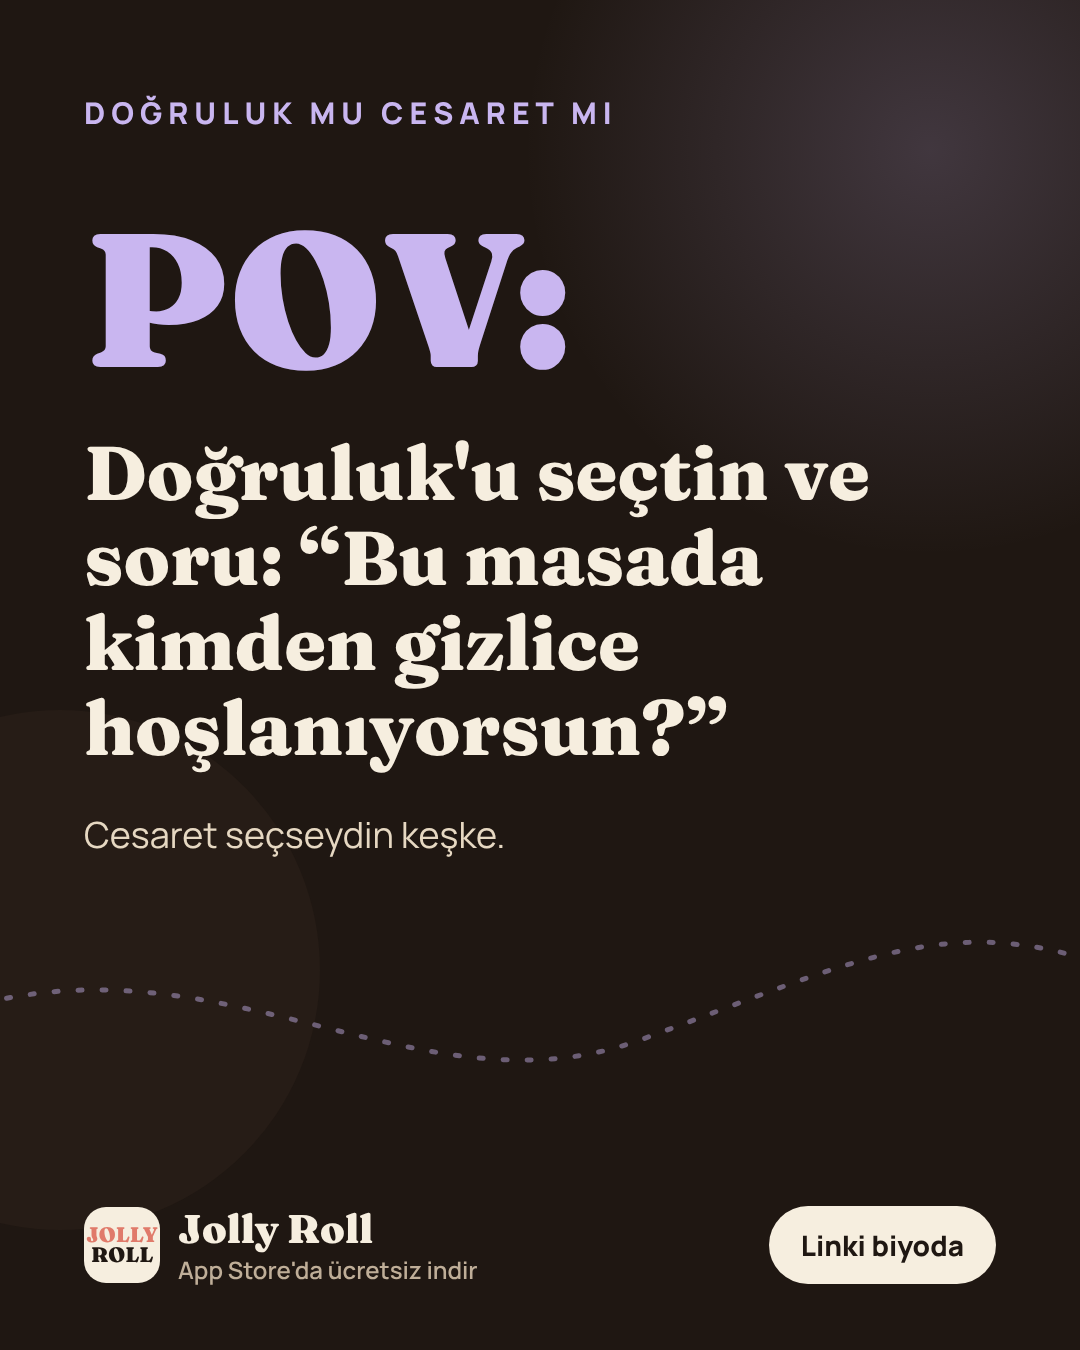 DOĞRULUK MU CESARET MI
POV:
Doğruluk'u seçtin ve
soru: “Bu masada
kimden gizlice
hoşlanıyorsun?”
Cesaret seçseydin keşke.
JOLLY
ROLL
Jolly Roll
App Store'da ücretsiz indir
Linki biyoda